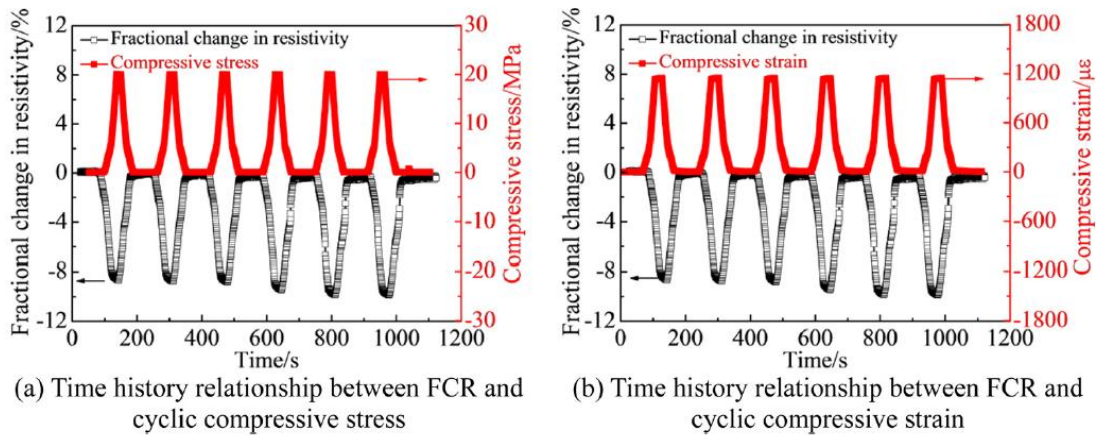 Fractional change in resistivity/%
12
8
4
0
-4
-8
-12
Fractional change in resistivity
Compressive stress
30
20
10
0
-10
-20
-30
Compressive stress/MPa
0 200 400 600 800 1000 1200
Time/s
(a) Time history relationship between FCR and
cyclic compressive stress
Fractional change in resistivity/%
12
8
4
0
-4
-8
-12
Fractional change in resistivity
Compressive strain
1800
1200
600
0
-600
-1200
-1800
Compressive strain/με
0 200 400 600 800 1000 1200
Time/s
(b) Time history relationship between FCR and
cyclic compressive strain